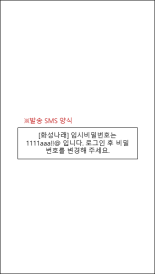 ※발송 SMS 양식
[화성나래] 임시비밀번호는
1111aaa!!@ 입니다. 로그인 후 비밀
번호를 변경해 주세요.